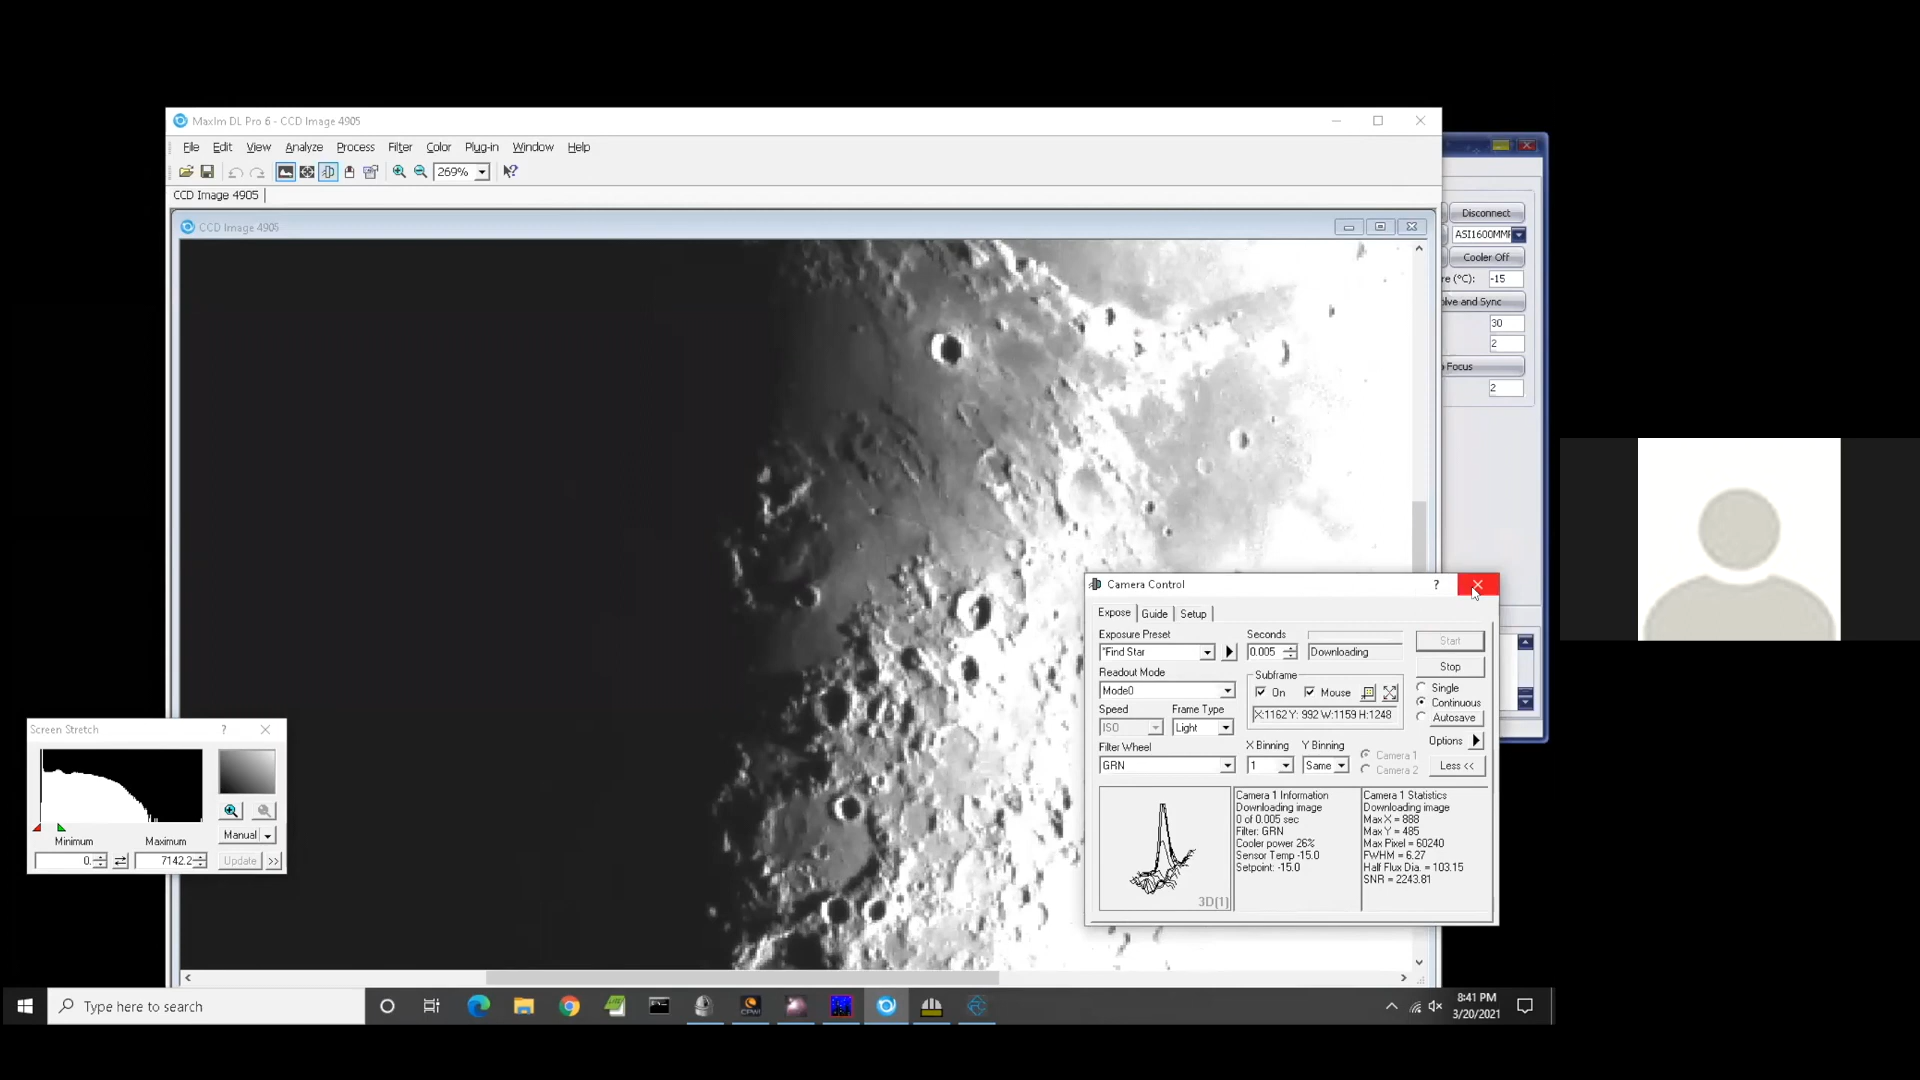 MaxIm DL Pro 6 - CCD Image 4905
File Edit View Analyze Process Filter Color Plug-in Window Help
269%
CCD Image 4905
CCD Image 4905
Disconnect
Cooler Off
re (°C): -15
lve and Sync
30
2
Focus
2
Camera Control
?
Expose Guide Setup
Exposure Preset
*Find Star
Seconds
0.005
Downloading
Start
Stop
Readout Mode
Mode0
Subframe
On Mouse
X:1162 Y: 992 W:1159 H:1248
Single
Continuous
Autosave
Speed
ISO
Frame Type
Light
Options
Filter Wheel
GRN
X Binning
1
Y Binning
Same
Camera 1
Camera 2
Less <<
3D[1]
Camera 1 Information
Downloading image
0 of 0.005 sec
Filter: GRN
Cooler power 26%
Sensor Temp -15.0
Setpoint: -15.0
Camera 1 Statistics
Downloading image
Max X = 888
Max Y = 485
Max Pixel = 60240
FWHM = 6.27
Half Flux Dia. = 103.15
SNR = 2243.81
Screen Stretch
?
Manual
Minimum Maximum
0. 7142.2
Update >>
Type here to search
CPWI
8:41 PM
3/20/2021